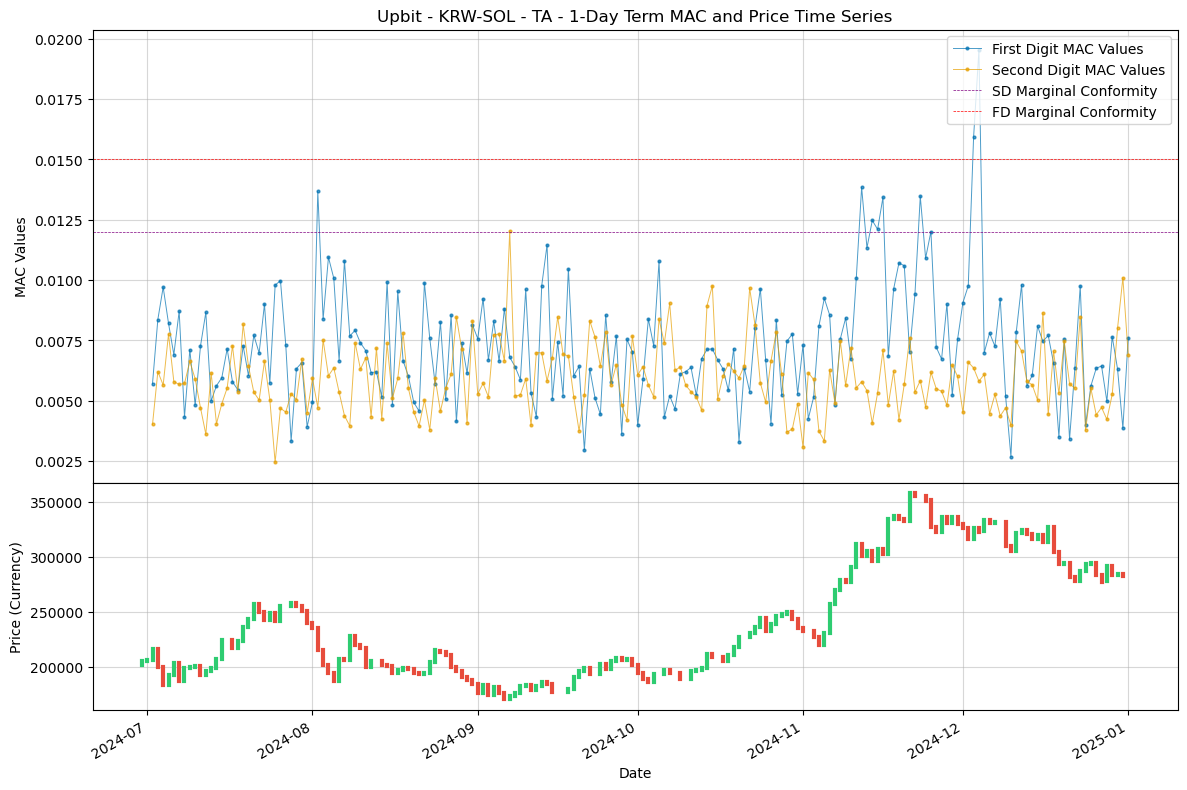 Upbit - KRW-SOL - TA - 1-Day Term MAC and Price Time Series
First Digit MAC Values
Second Digit MAC Values
SD Marginal Conformity
FD Marginal Conformity
MAC Values
0.0200
0.0175
0.0150
0.0125
0.0100
0.0075
0.0050
0.0025
Price (Currency)
350000
300000
250000
200000
2024-07
2024-08
2024-09
2024-10
2024-11
2024-12
2025-01
Date